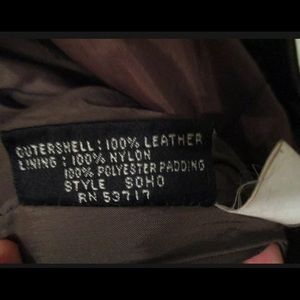 OUTERSHELL: 100% LEATHER
LINING: 100% NYLON
100% POLYESTER PADDING
STYLE SOHO
RN 53717